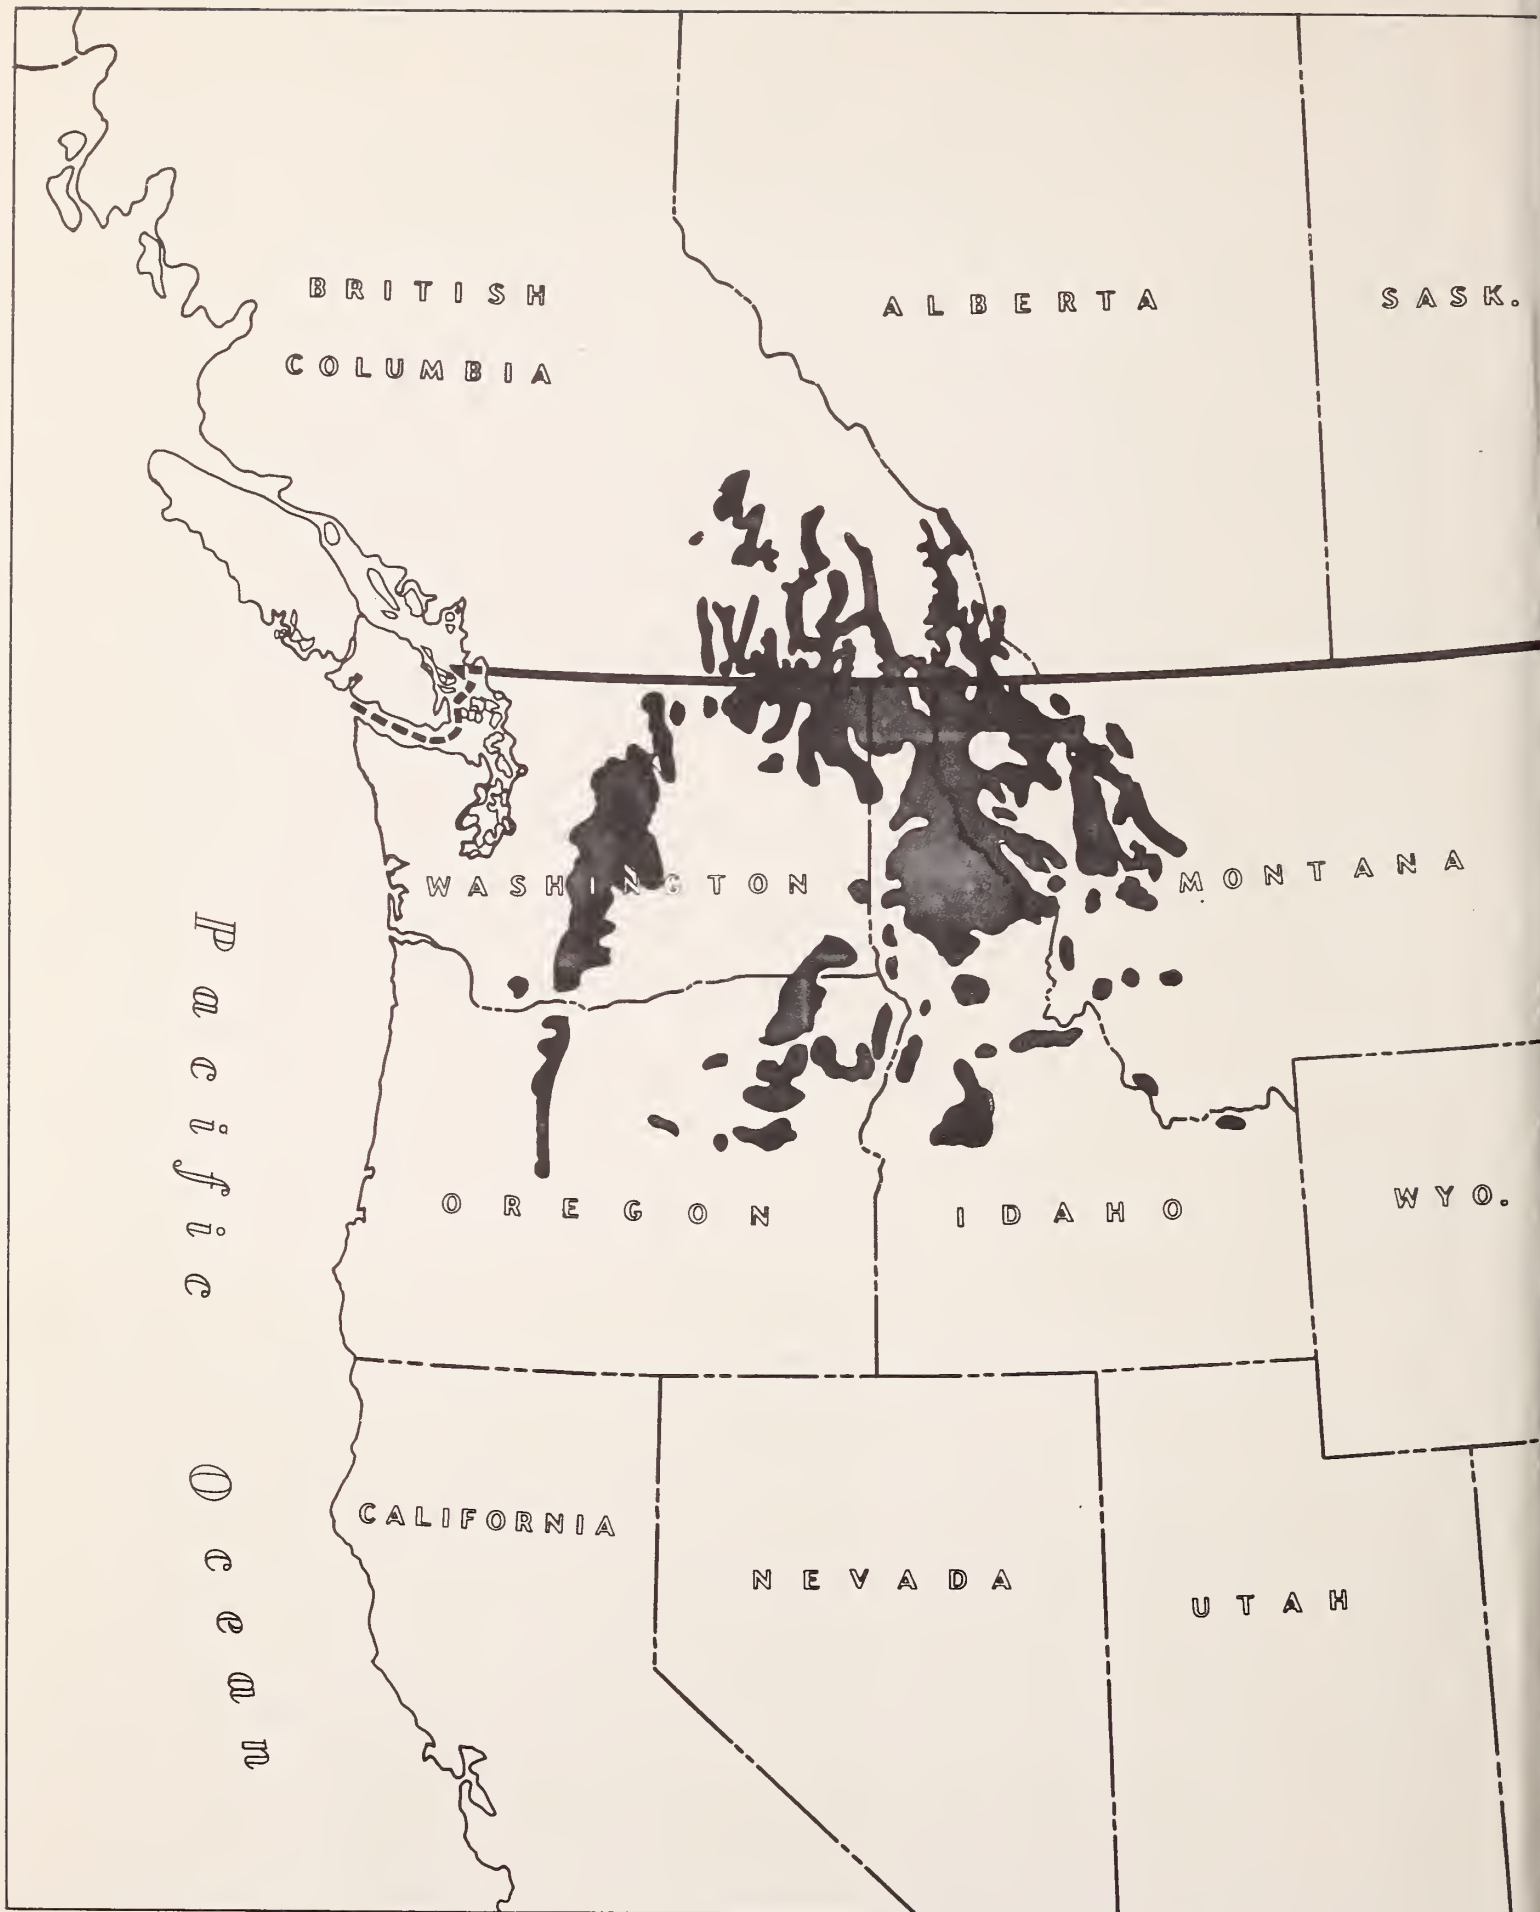 BRITISH
COLUMBIA
ALBERTA
SASK.
WASHINGTON
MONTANA
Pacific Ocean
OREGON
IDAHO
WYO.
CALIFORNIA
NEVADA
UTAH